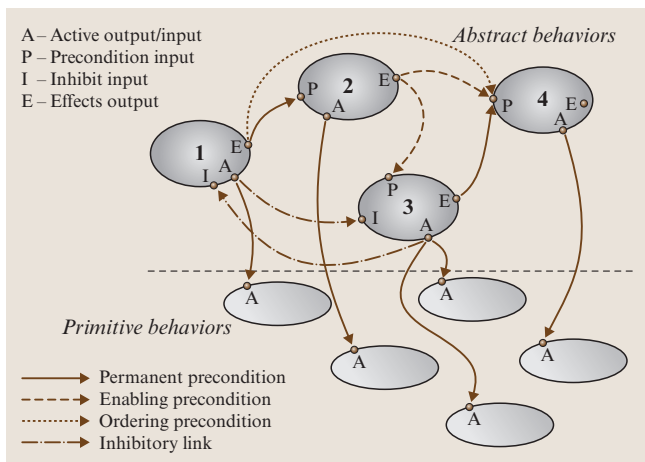 A – Active output/input
P – Precondition input
I – Inhibit input
E – Effects output
Abstract behaviors
1
E
A
I
P
2
E
A
P
4
E
A
P
3
E
I
A
A
A
A
A
A
Primitive behaviors
Permanent precondition
Enabling precondition
Ordering precondition
Inhibitory link